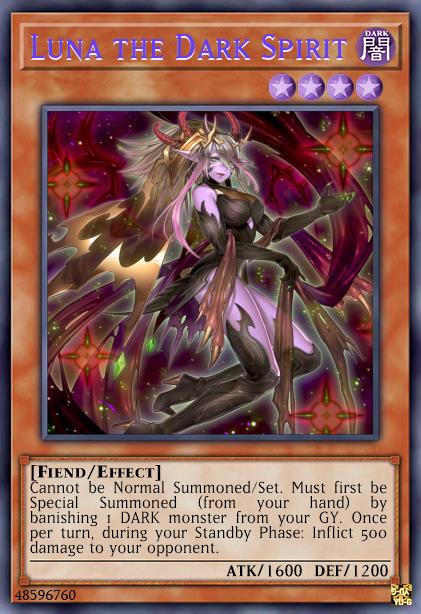 Luna the Dark Spirit
DARK
闇
[Fiend/Effect]
Cannot be Normal Summoned/Set. Must first be
Special Summoned (from your hand) by
banishing 1 DARK monster from your GY. Once
per turn, during your Standby Phase: Inflict 500
damage to your opponent.
ATK/1600 DEF/1200
48596760